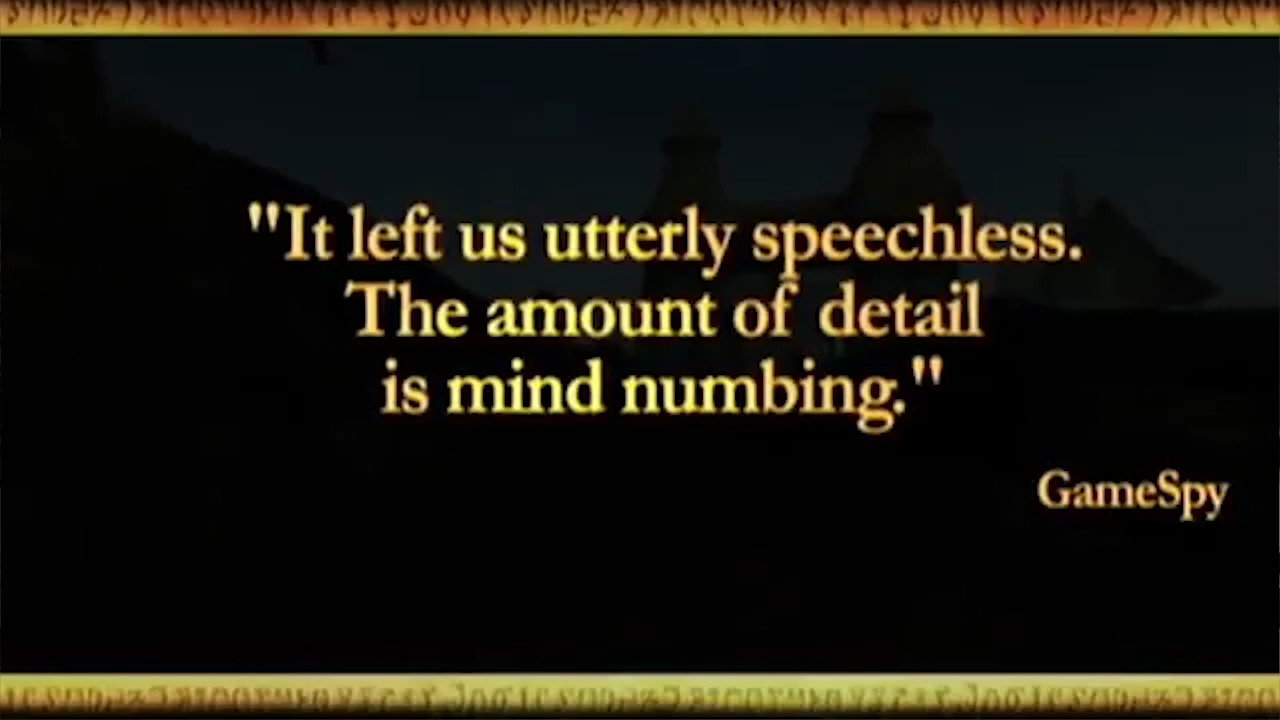 "It left us utterly speechless.
The amount of detail
is mind numbing."
GameSpy